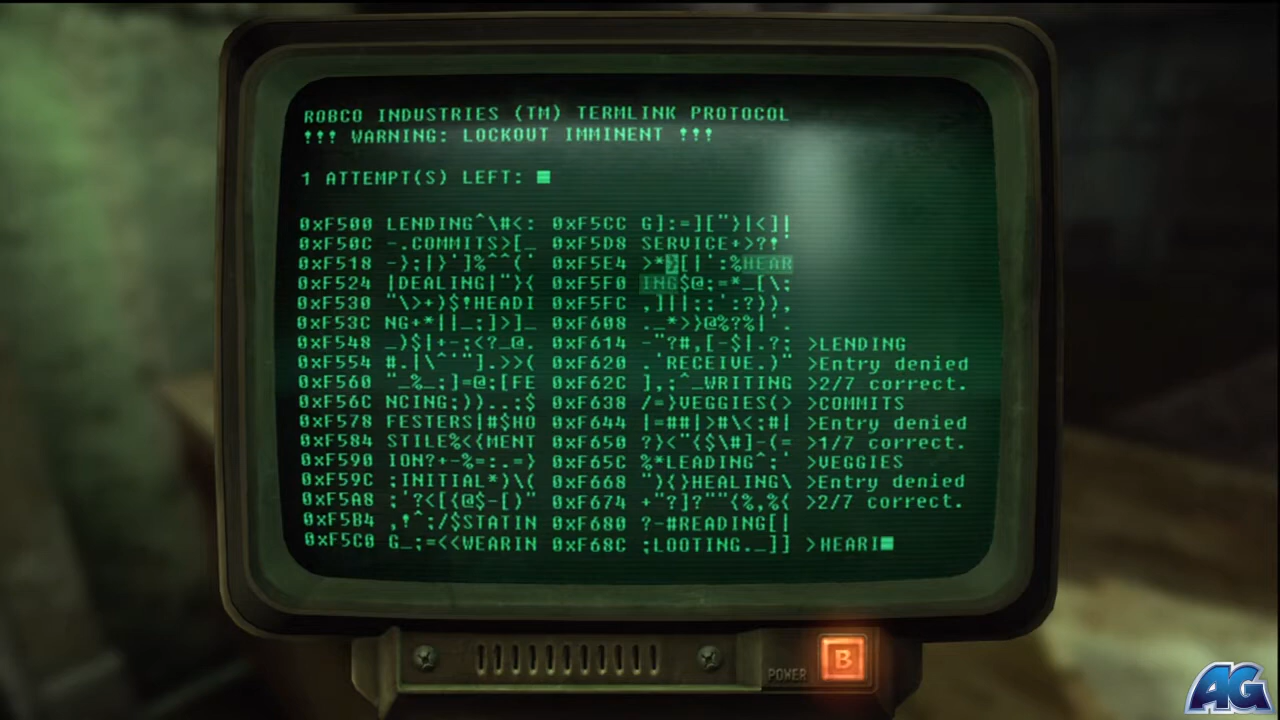 ROBCO INDUSTRIES (TM) TERMLINK PROTOCOL
!!! WARNING: LOCKOUT IMMINENT !!!
1 ATTEMPT(S) LEFT: ■
0xF500 LENDING^\#<: 0xF5CC G]:=]["}|<]!
0xF50C -.COMMITS>[_ 0xF5D8 SERVICE+>?!'
0xF518 -};|}']%^^(' 0xF5E4 >*}[|':%HEAR
0xF524 |DEALING|"}{ 0xF5F0 ING$@;=*_[\;
0xF530 "\>+)$!HEADI 0xF5FC ,]||;;':?)),
0xF53C NG+*||_;]>]_ 0xF608 ._*>}@%?%|'.
0xF548 _)$|+-;<?_@. 0xF614 -"?#,[-$|.?; >LENDING
0xF554 #.|\^'"].>>( 0xF620 .'RECEIVE.)" >Entry denied
0xF560 "_%_;]=@;[FE 0xF62C ],;^_WRITING >2/7 correct.
0xF56C NCING;))..;$ 0xF638 /=}VEGGIES(> >COMMITS
0xF578 FESTERS|#$HO 0xF644 |=##|>#\<;#| >Entry denied
0xF584 STILE%<{MENT 0xF650 ?}<"{$\#]-(= >1/7 correct.
0xF590 ION?+-%=:.=} 0xF65C %*LEADING^;' >VEGGIES
0xF59C ;INITIAL*)\( 0xF668 "){}HEALING\ >Entry denied
0xF5A8 ;'?<[{@$-[)" 0xF674 +"?]?""{%,%{ >2/7 correct.
0xF5B4 ,!^;/$STATIN 0xF680 ?-#READING[|
0xF5C0 G_;=<<WEARIN 0xF68C ;LOOTING._]] >HEARI■
POWER B
AG